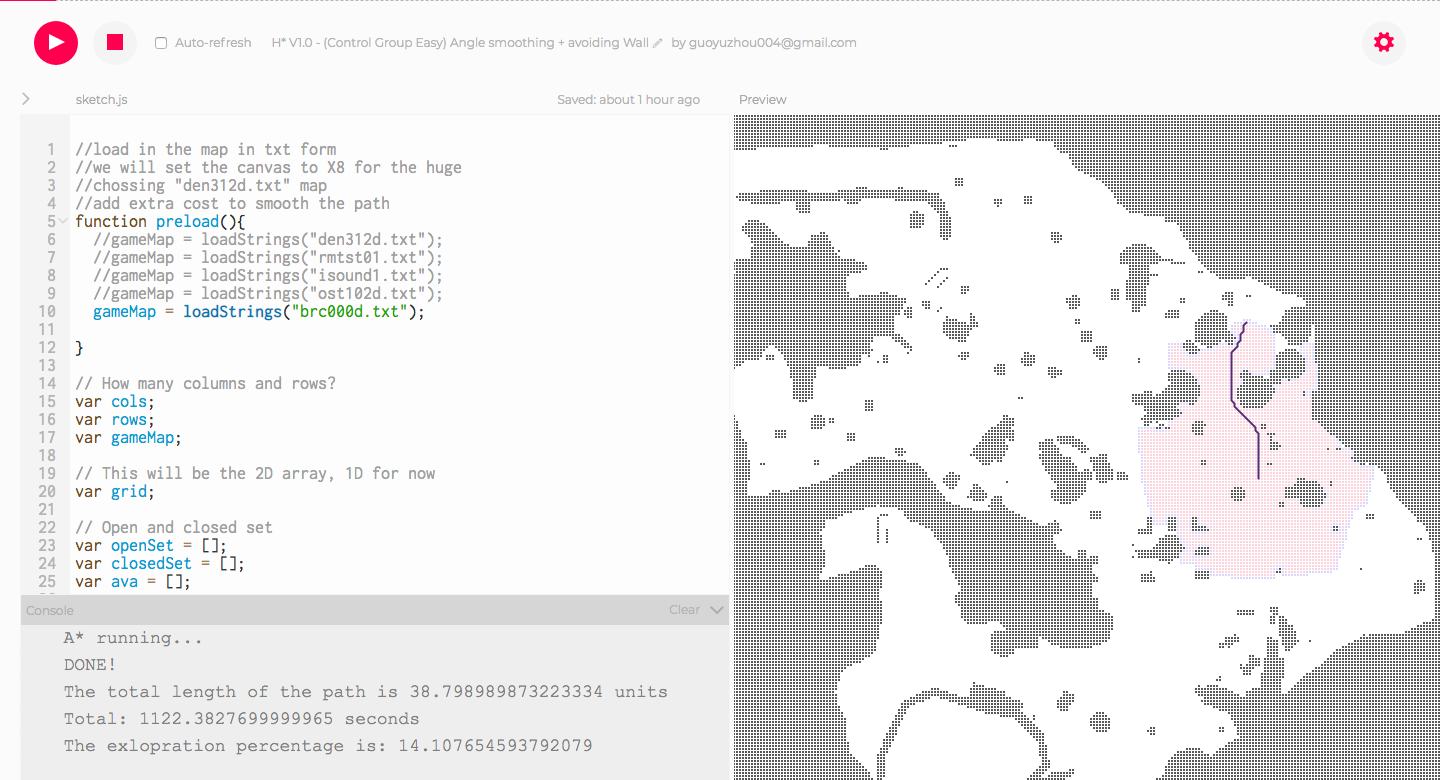 Auto-refresh
H* V1.0 - (Control Group Easy) Angle smoothing + avoiding Wall
by guoyuzhou004@gmail.com
sketch.js
Saved: about 1 hour ago
Preview
1 //load in the map in txt form
2 //we will set the canvas to X8 for the huge
3 //chossing "den312d.txt" map
4 //add extra cost to smooth the path
5 function preload(){
6 //gameMap = loadStrings("den312d.txt");
7 //gameMap = loadStrings("rmtst01.txt");
8 //gameMap = loadStrings("isound1.txt");
9 //gameMap = loadStrings("ost102d.txt");
10 gameMap = loadStrings("brc000d.txt");
11
12 }
13
14 // How many columns and rows?
15 var cols;
16 var rows;
17 var gameMap;
18
19 // This will be the 2D array, 1D for now
20 var grid;
21
22 // Open and closed set
23 var openSet = [];
24 var closedSet = [];
25 var ava = [];
Console
Clear
A* running...
DONE!
The total length of the path is 38.798989873223334 units
Total: 1122.3827699999965 seconds
The exlopration percentage is: 14.107654593792079